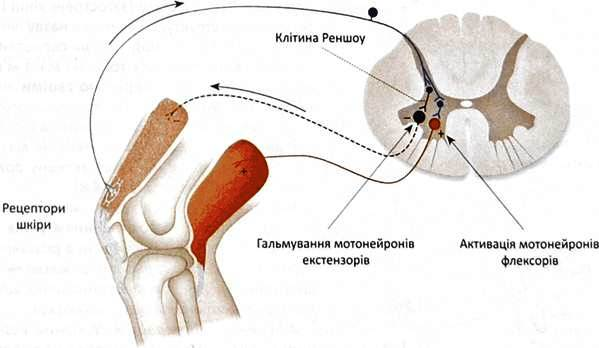 Клітина Реншоу
Рецептори
шкіри
Гальмування мотонейронів
екстензорів
Активація мотонейронів
флексорів